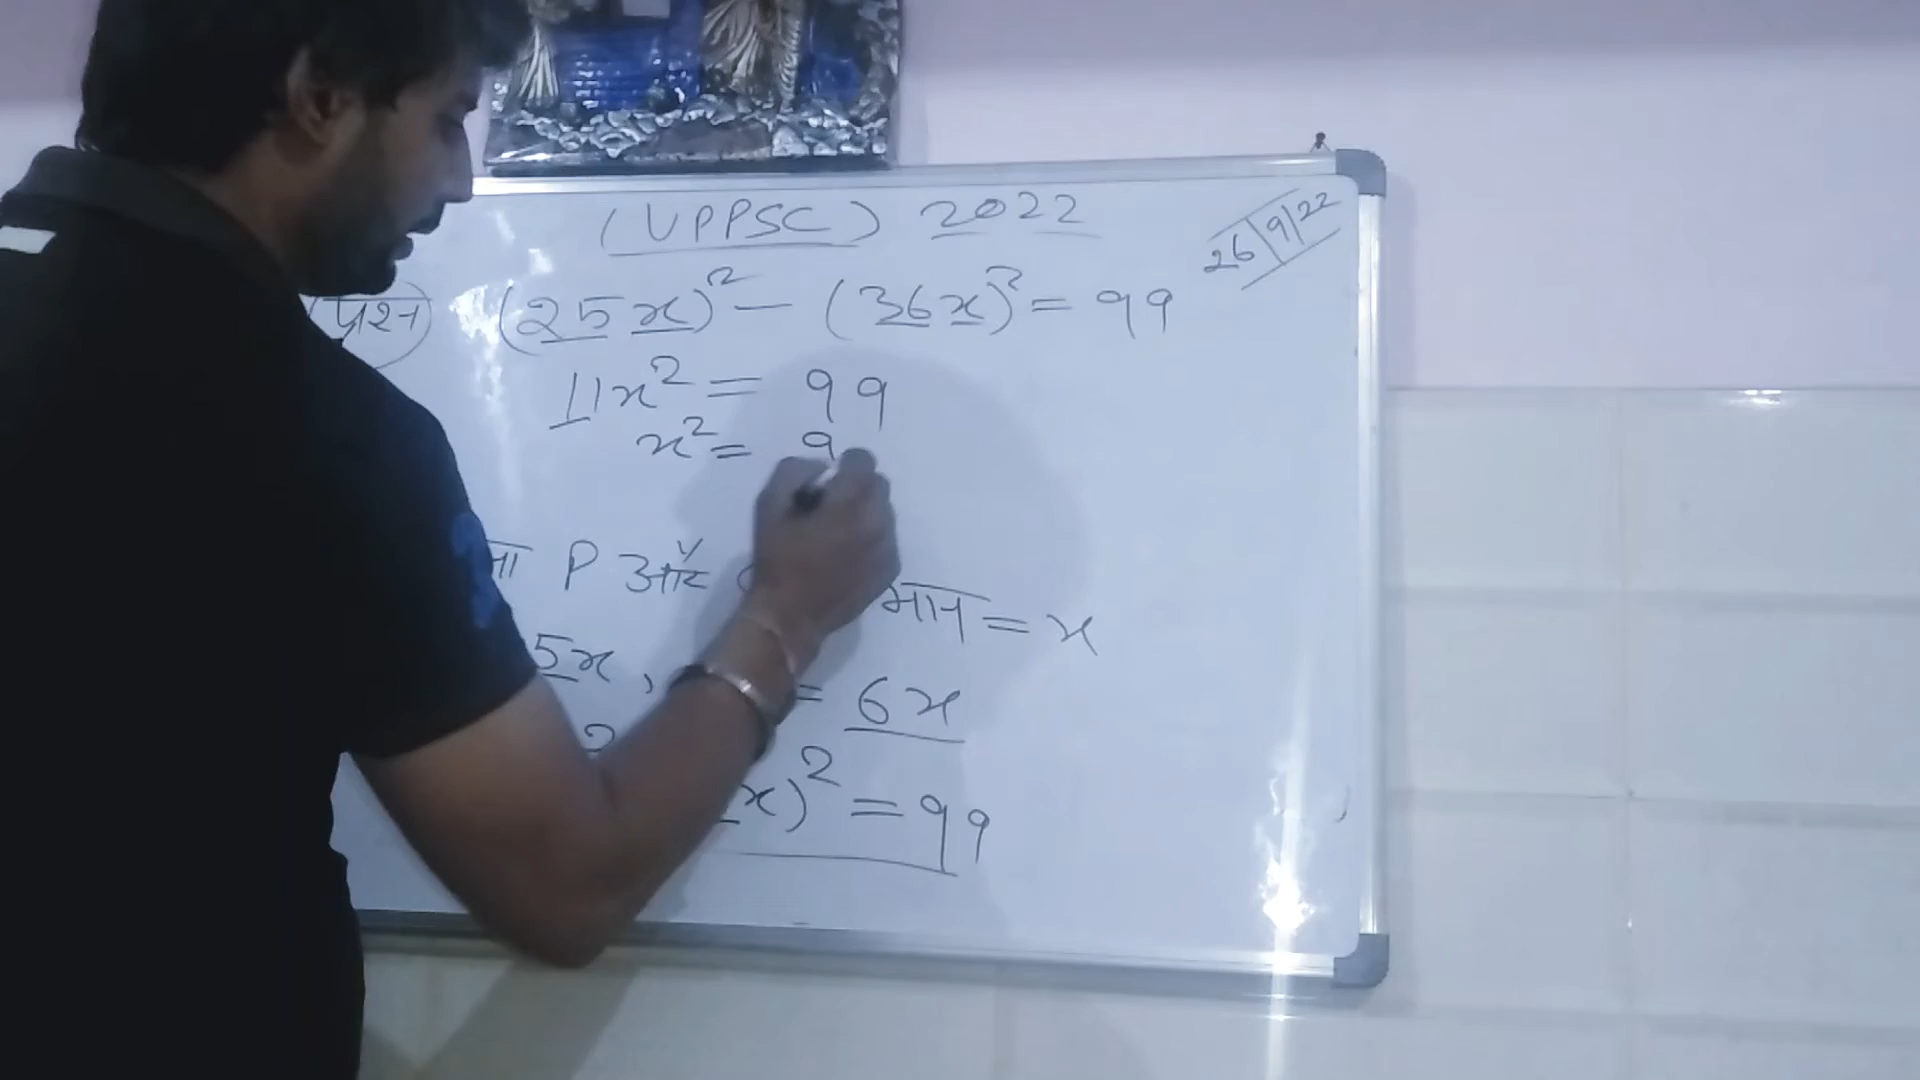 (UPPSC) 2022
26/9/22
प्रश्न (25x)² - (36x)² = 99
11x² = 99
x² = 9
P और मान = x
5x, = 6x
2
x)² = 99